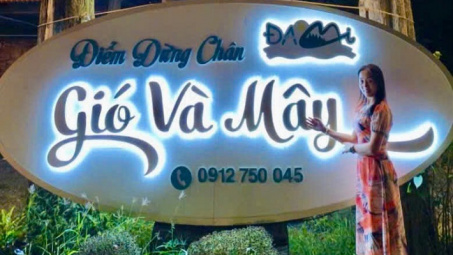 Điểm Dừng Chân
ĐaMi
Gió Và Mây
0912 750 045